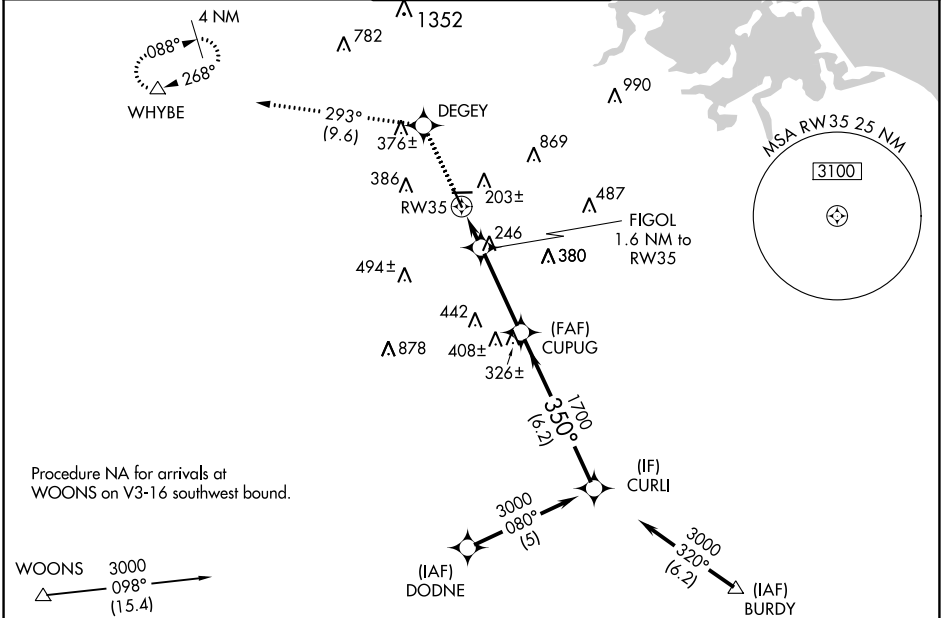 4 NM
1352
782
088°
268°
WHYBE
990
293°
(9.6)
DEGEY
376±
869
MSA RW35 25 NM
3100
386
203±
RW35
487
FIGOL
1.6 NM to
RW35
246
380
494±
442
(FAF)
CUPUG
878
408±
326±
1700
350°
(6.2)
Procedure NA for arrivals at
WOONS on V3-16 southwest bound.
(IF)
CURLI
3000
080°
(5)
3000
320°
(6.2)
(IAF)
DODNE
WOONS
3000
098°
(15.4)
(IAF)
BURDY